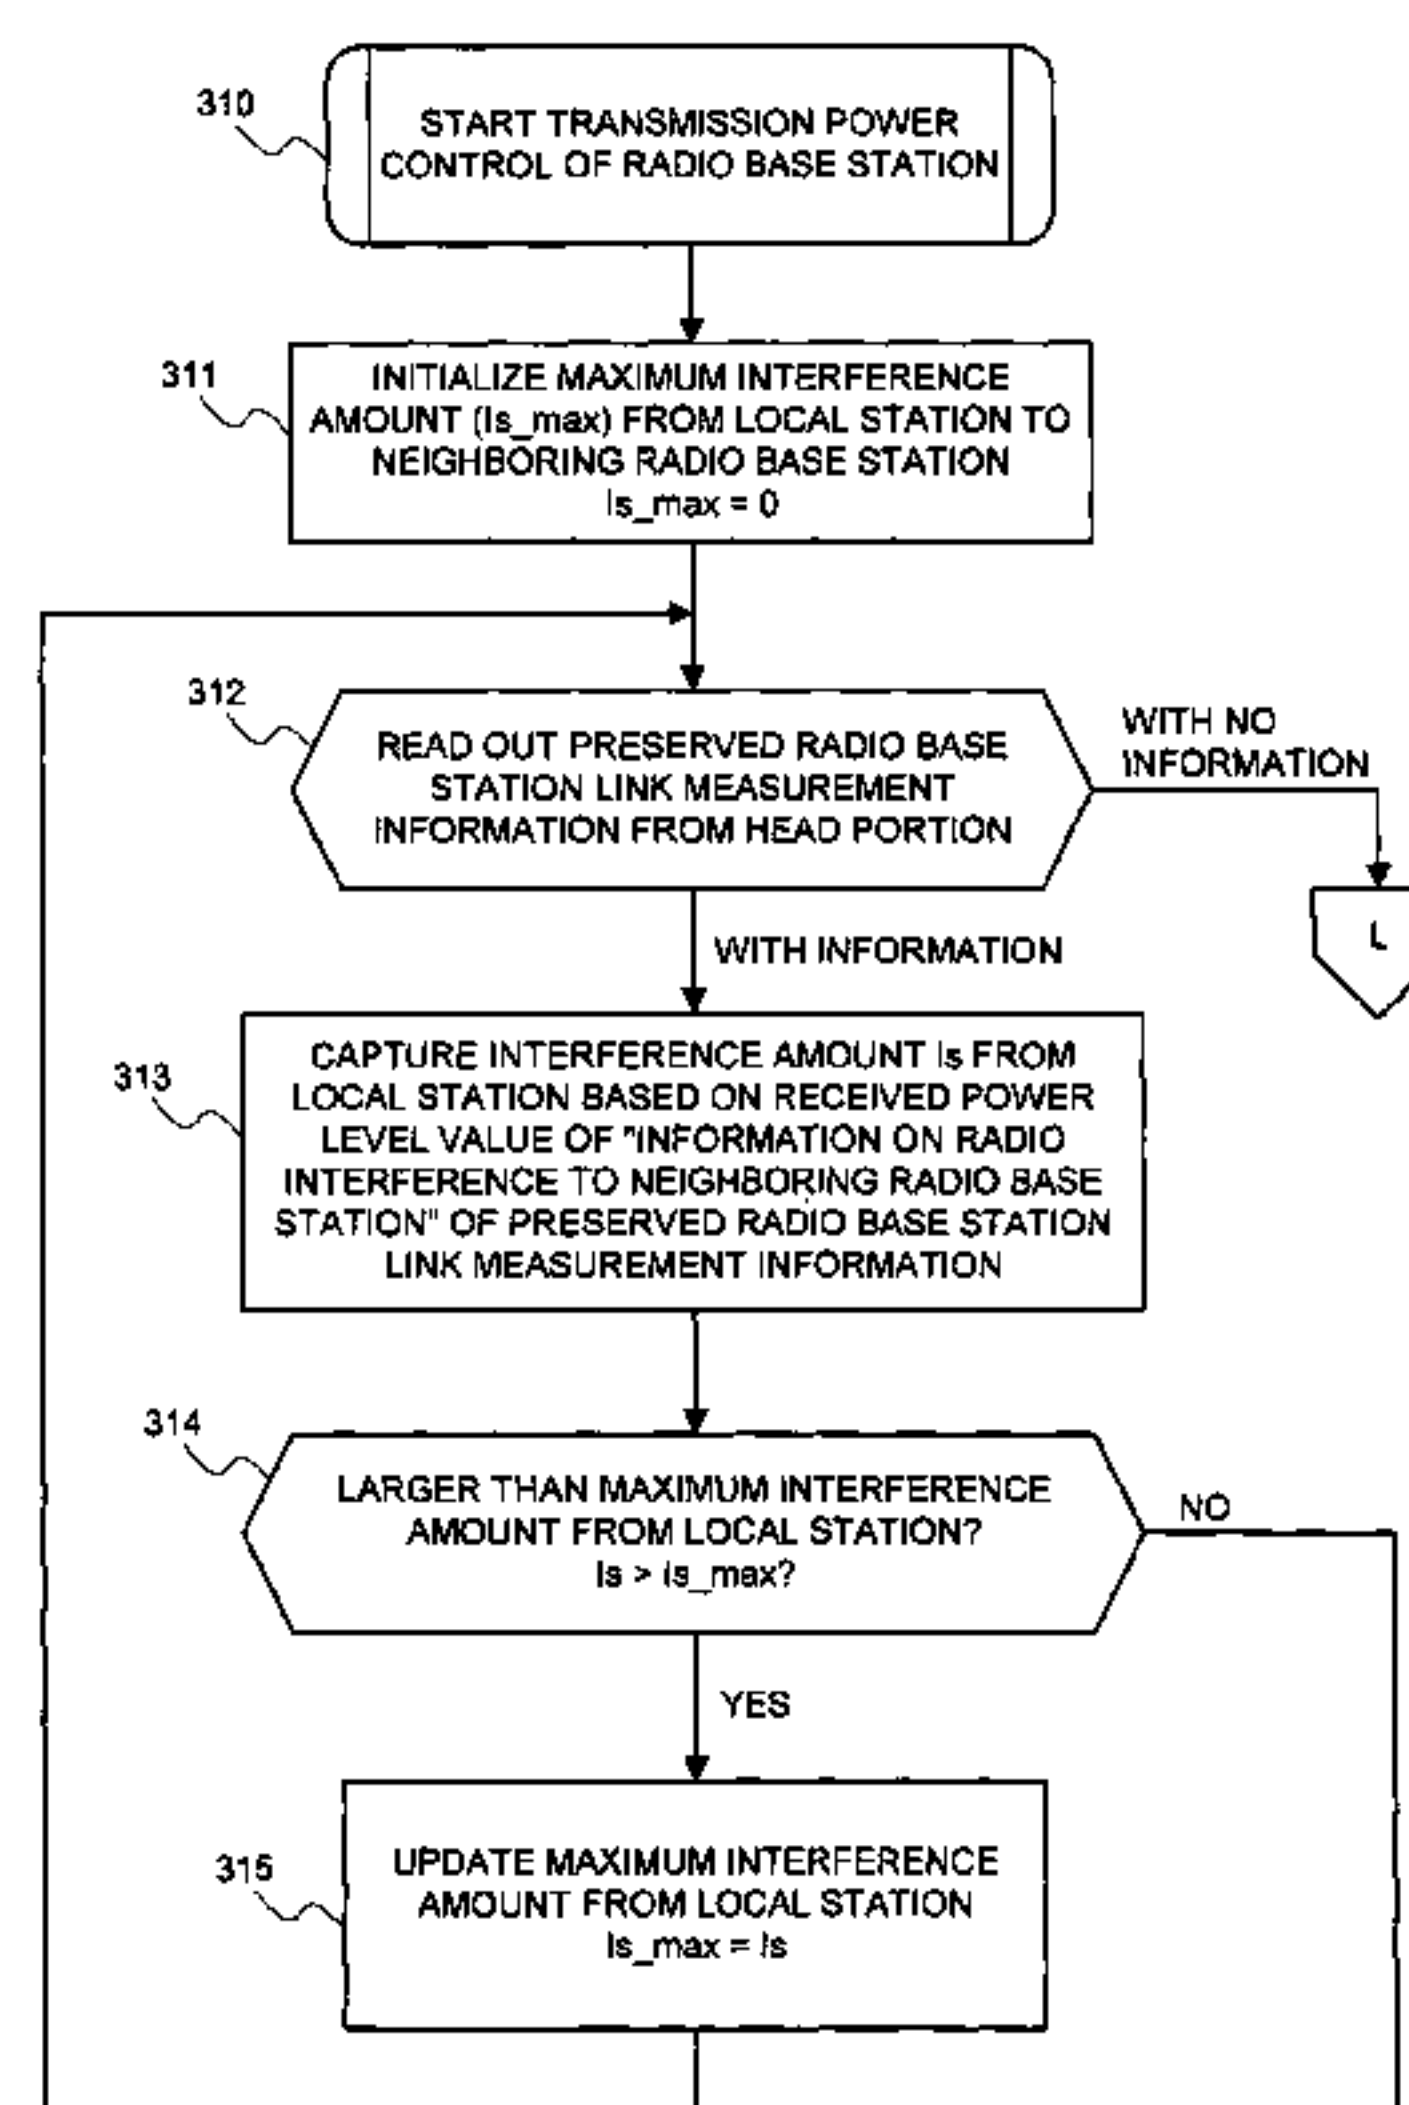 310
START TRANSMISSION POWER
CONTROL OF RADIO BASE STATION
311
INITIALIZE MAXIMUM INTERFERENCE
AMOUNT (Is_max) FROM LOCAL STATION TO
NEIGHBORING RADIO BASE STATION
Is_max = 0
312
READ OUT PRESERVED RADIO BASE
STATION LINK MEASUREMENT
INFORMATION FROM HEAD PORTION
WITH NO
INFORMATION
L
WITH INFORMATION
313
CAPTURE INTERFERENCE AMOUNT Is FROM
LOCAL STATION BASED ON RECEIVED POWER
LEVEL VALUE OF "INFORMATION ON RADIO
INTERFERENCE TO NEIGHBORING RADIO BASE
STATION" OF PRESERVED RADIO BASE STATION
LINK MEASUREMENT INFORMATION
314
LARGER THAN MAXIMUM INTERFERENCE
AMOUNT FROM LOCAL STATION?
Is > Is_max?
NO
YES
315
UPDATE MAXIMUM INTERFERENCE
AMOUNT FROM LOCAL STATION
Is_max = Is